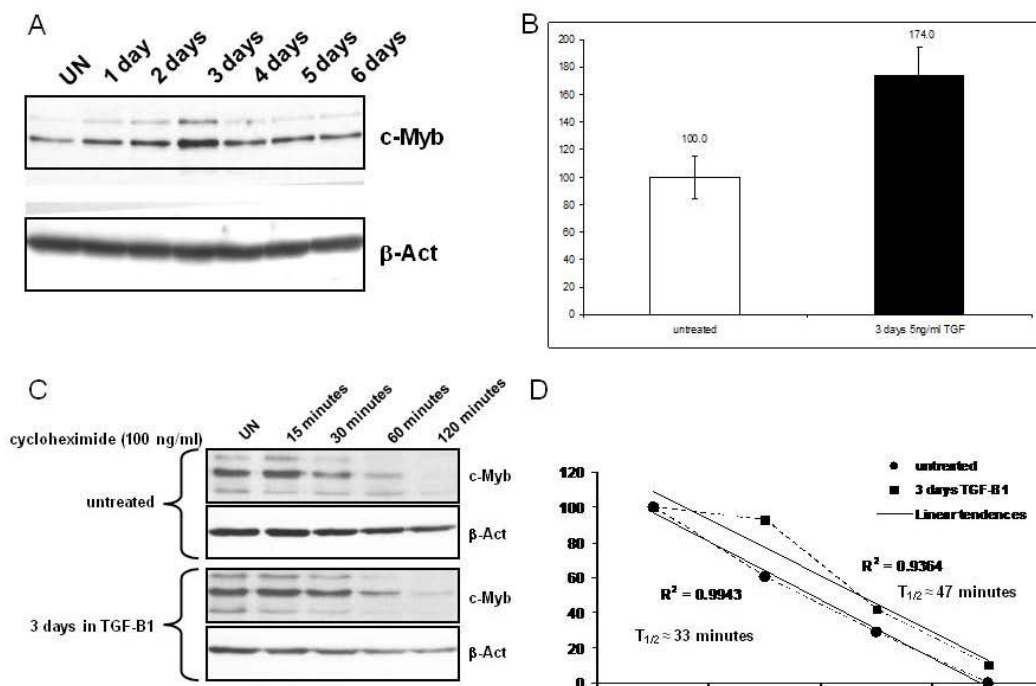 A
UN
1 day
2 days
3 days
4 days
5 days
6 days
c-Myb
β-Act
B
200
180
160
140
120
100
80
60
40
20
0
100.0
174.0
untreated
3 days 5ng/ml TGF
C
cycloheximide (100 ng/ml)
UN
15 minutes
30 minutes
60 minutes
120 minutes
untreated
c-Myb
β-Act
3 days in TGF-B1
c-Myb
β-Act
D
120
100
80
60
40
20
0
untreated
3 days TGF-B1
Linear tendences
R² = 0.9364
T1/2 ≈ 47 minutes
R² = 0.9943
T1/2 ≈ 33 minutes